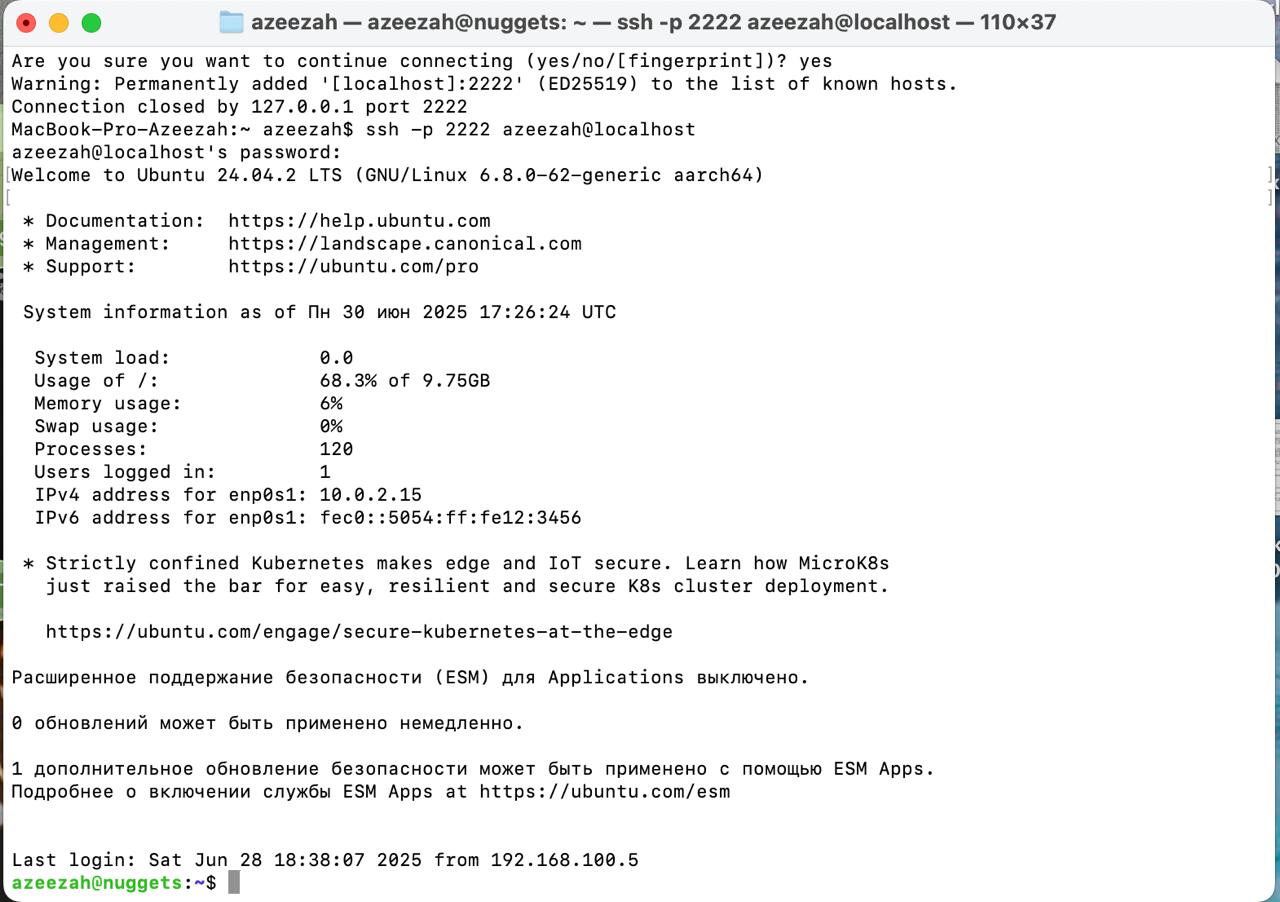 azeezah — azeezah@nuggets: ~ — ssh -p 2222 azeezah@localhost — 110×37
Are you sure you want to continue connecting (yes/no/[fingerprint])? yes
Warning: Permanently added '[localhost]:2222' (ED25519) to the list of known hosts.
Connection closed by 127.0.0.1 port 2222
MacBook-Pro-Azeezah:~ azeezah$ ssh -p 2222 azeezah@localhost
azeezah@localhost's password:
Welcome to Ubuntu 24.04.2 LTS (GNU/Linux 6.8.0-62-generic aarch64)
* Documentation:  https://help.ubuntu.com
* Management:     https://landscape.canonical.com
* Support:        https://ubuntu.com/pro
System information as of Пн 30 июн 2025 17:26:24 UTC
System load:             0.0
Usage of /:              68.3% of 9.75GB
Memory usage:            6%
Swap usage:              0%
Processes:               120
Users logged in:         1
IPv4 address for enp0s1: 10.0.2.15
IPv6 address for enp0s1: fec0::5054:ff:fe12:3456
* Strictly confined Kubernetes makes edge and IoT secure. Learn how MicroK8s
just raised the bar for easy, resilient and secure K8s cluster deployment.
https://ubuntu.com/engage/secure-kubernetes-at-the-edge
Расширенное поддержание безопасности (ESM) для Applications выключено.
0 обновлений может быть применено немедленно.
1 дополнительное обновление безопасности может быть применено с помощью ESM Apps.
Подробнее о включении службы ESM Apps at https://ubuntu.com/esm
Last login: Sat Jun 28 18:38:07 2025 from 192.168.100.5
azeezah@nuggets:~$